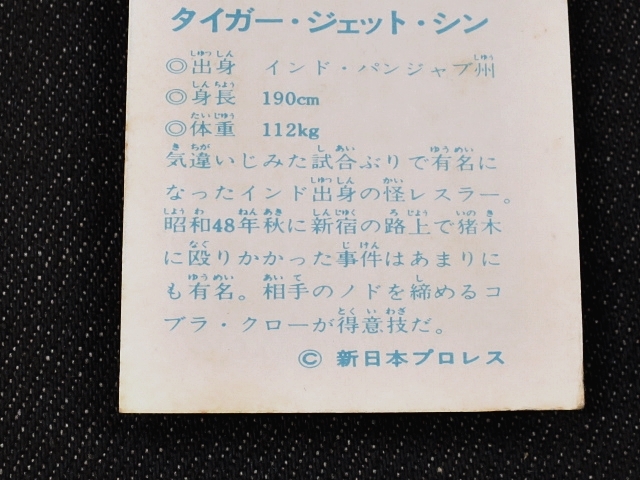 タイガー・ジェット・シン
◎出身 インド・パンジャブ州
◎身長 190cm
◎体重 112kg
気違いじみた試合ぶりで有名に
なったインド出身の怪レスラー。
昭和48年秋に新宿の路上で猪木
に殴りかかった事件はあまりに
も有名。相手のノドを締めるコ
ブラ・クローが得意技だ。
© 新日本プロレス